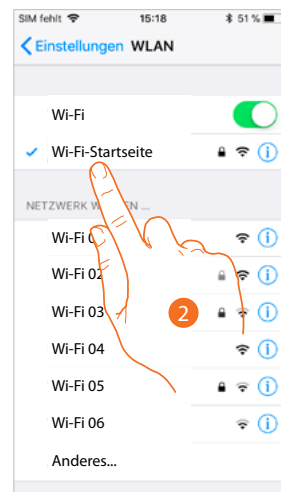 SIM fehlt 15:18 51 %
Einstellungen WLAN
Wi-Fi
Wi-Fi-Startseite
NETZWERK
Wi-Fi
Wi-Fi 02
Wi-Fi 03
2
Wi-Fi 04
Wi-Fi 05
Wi-Fi 06
Anderes...